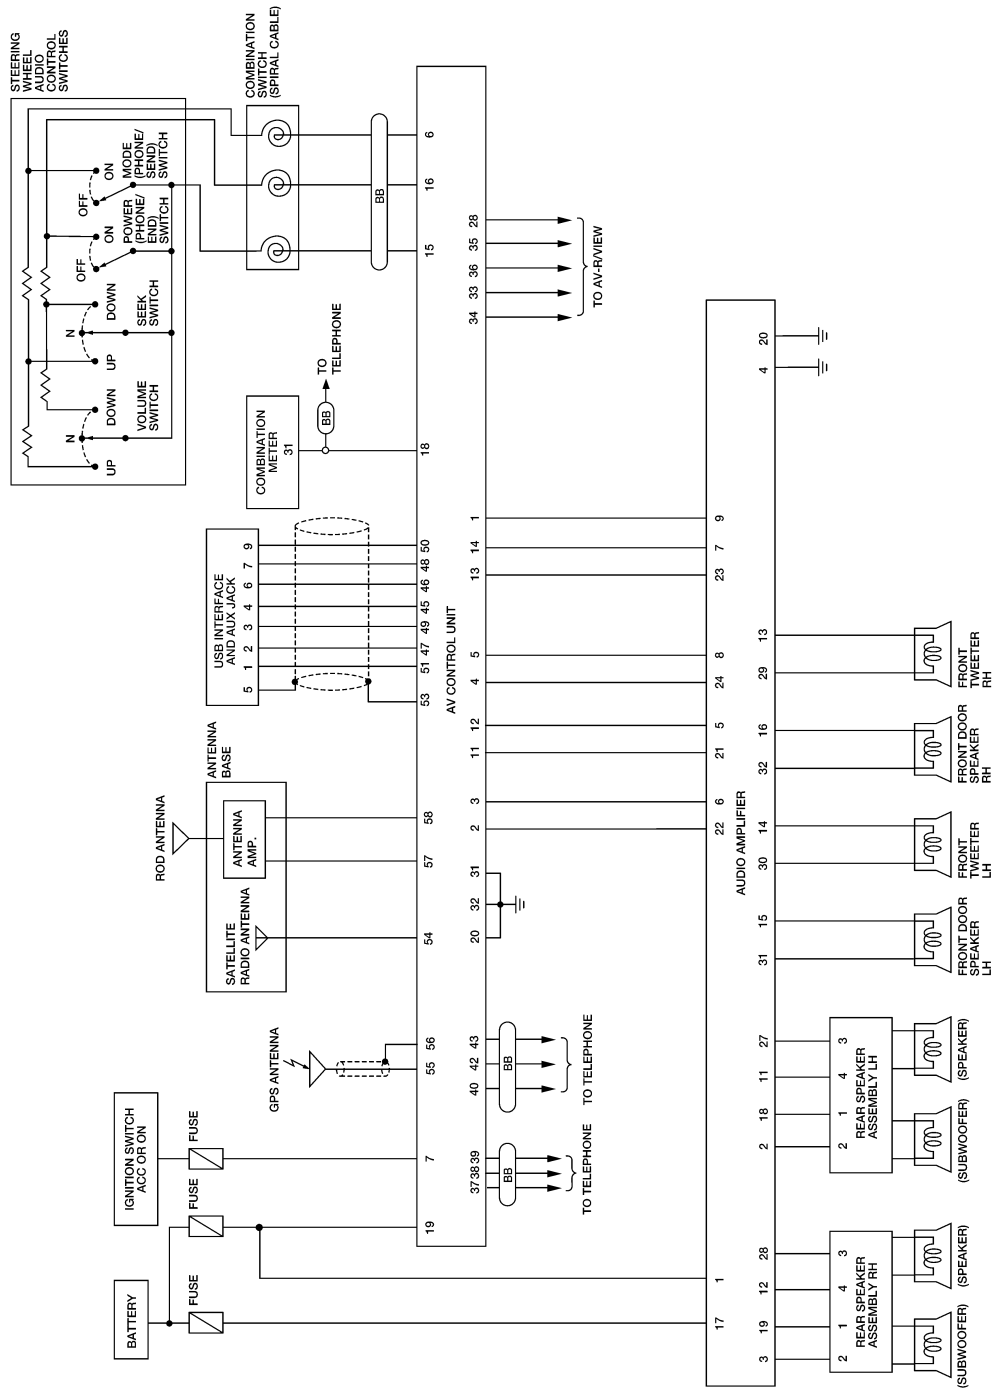 BATTERY
FUSE
FUSE
IGNITION SWITCH
ACC OR ON
FUSE
GPS ANTENNA
SATELLITE
RADIO ANTENNA
ROD ANTENNA
ANTENNA
AMP.
ANTENNA
BASE
USB INTERFACE
AND AUX JACK
5 1 2 3 4 6 7 9
COMBINATION
METER
31
BB
TO
TELEPHONE
STEERING
WHEEL
AUDIO
CONTROL
SWITCHES
UP
N
DOWN
VOLUME
SWITCH
UP
N
DOWN
SEEK
SWITCH
OFF
ON
POWER
(PHONE/
END)
SWITCH
OFF
ON
MODE
(PHONE/
SEND)
SWITCH
COMBINATION
SWITCH
(SPIRAL CABLE)
BB
19 7 55 56 54 57 58 53 51 47 49 45 46 48 50 18 15 16 6
AV CONTROL UNIT
37 38 39 40 42 43 20 32 31 2 3 11 12 4 5 13 14 1 34 33 36 35 28
BB
TO TELEPHONE
BB
TO TELEPHONE
TO AV-R/VIEW
17 1 22 6 21 5 24 8 23 7 9
AUDIO AMPLIFIER
3 19 12 28 2 18 11 27 31 15 30 14 32 16 29 13 4 20
2 1 4 3
REAR SPEAKER
ASSEMBLY RH
(SUBWOOFER)
(SPEAKER)
2 1 4 3
REAR SPEAKER
ASSEMBLY LH
(SUBWOOFER)
(SPEAKER)
FRONT DOOR
SPEAKER
LH
FRONT
TWEETER
LH
FRONT DOOR
SPEAKER
RH
FRONT
TWEETER
RH